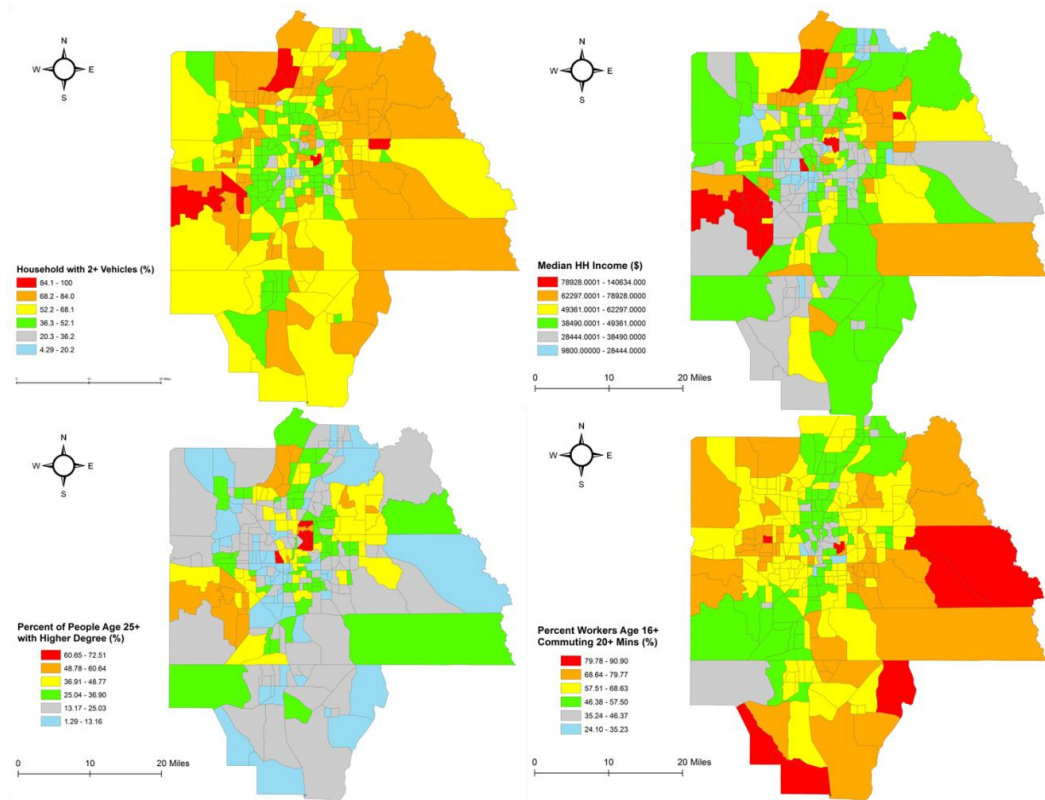 N
W E
S
Household with 2+ Vehicles (%)
84.1 - 100
68.2 - 84.0
52.2 - 68.1
36.3 - 52.1
20.3 - 36.2
4.29 - 20.2
N
W E
S
Median HH Income ($)
78928.0001 - 140634.000
62297.0001 - 78928.0000
49361.0001 - 62297.0000
38490.0001 - 49361.0000
28444.0001 - 38490.0000
9800.00000 - 28444.0000
0 10 20 Miles
N
W E
S
Percent of People Age 25+
with Higher Degree (%)
60.65 - 72.51
48.78 - 60.64
36.91 - 48.77
25.04 - 36.90
13.17 - 25.03
1.29 - 13.16
0 10 20 Miles
N
W E
S
Percent Workers Age 16+
Commuting 20+ Mins (%)
79.78 - 90.90
68.64 - 79.77
57.51 - 68.63
46.38 - 57.50
35.24 - 46.37
24.10 - 35.23
0 10 20 Miles